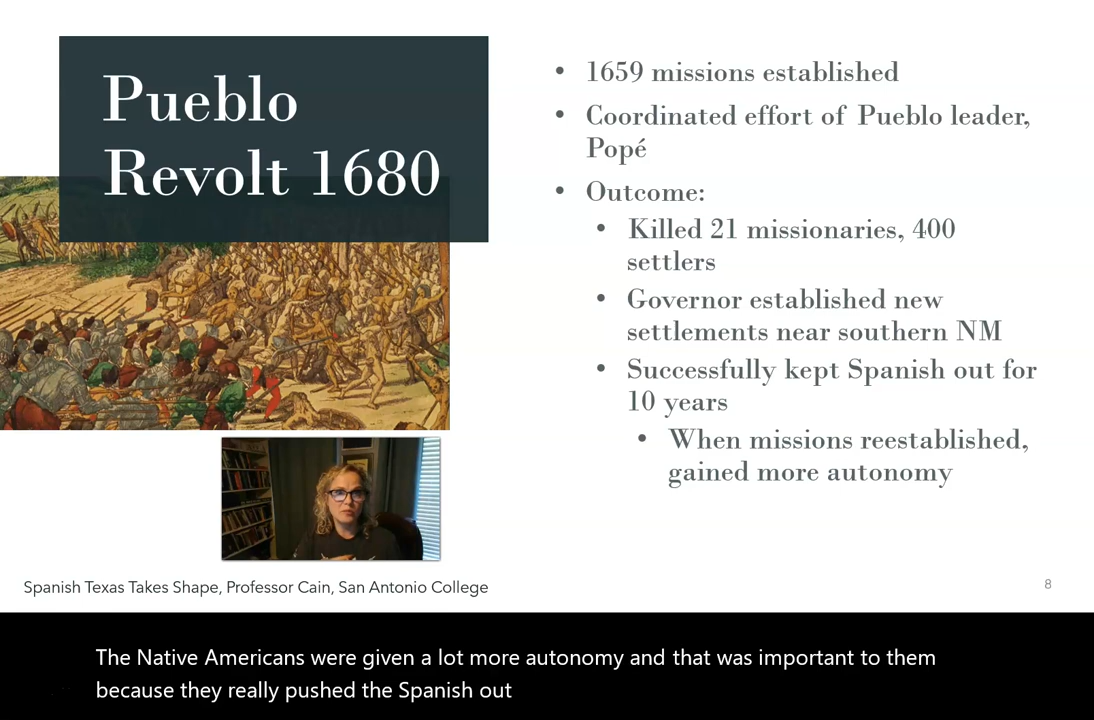 Pueblo
Revolt 1680
• 1659 missions established
• Coordinated effort of Pueblo leader,
Popé
• Outcome:
• Killed 21 missionaries, 400
settlers
• Governor established new
settlements near southern NM
• Successfully kept Spanish out for
10 years
• When missions reestablished,
gained more autonomy
Spanish Texas Takes Shape, Professor Cain, San Antonio College
8
The Native Americans were given a lot more autonomy and that was important to them
because they really pushed the Spanish out